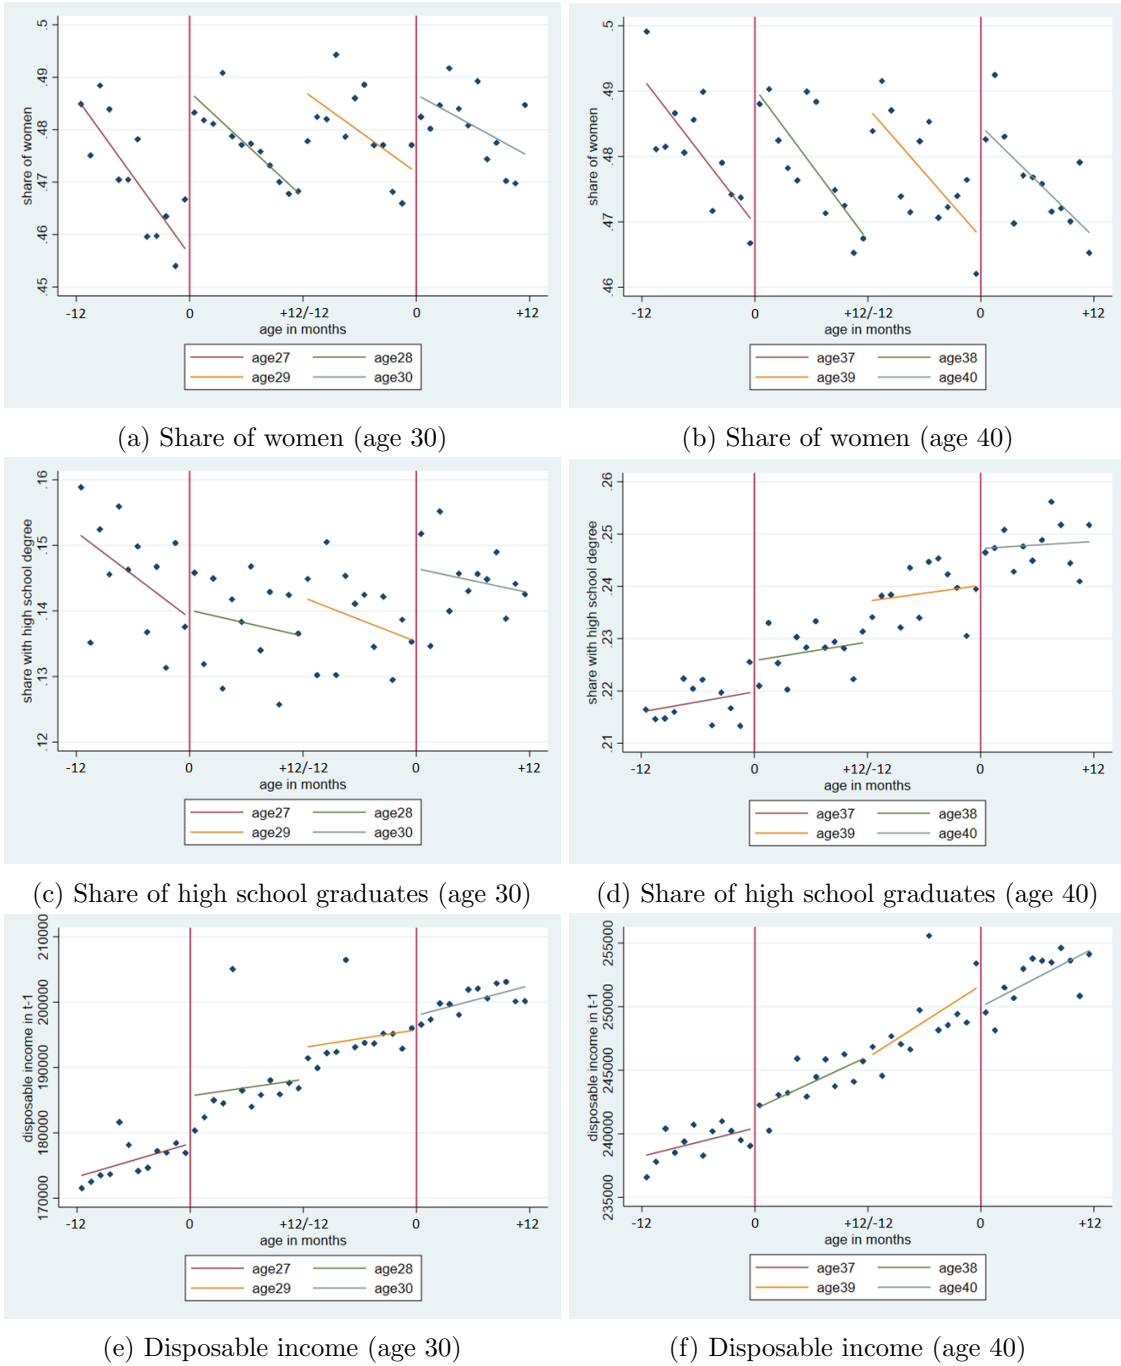 share of women
.5
.49
.48
.47
.46
.45
-12 0 +12/-12 0 +12
age in months
age27 age28
age29 age30
(a) Share of women (age 30)
share of women
.5
.49
.48
.47
.46
-12 0 +12/-12 0 +12
age in months
age37 age38
age39 age40
(b) Share of women (age 40)
share with high school degree
.16
.15
.14
.13
.12
-12 0 +12/-12 0 +12
age in months
age27 age28
age29 age30
(c) Share of high school graduates (age 30)
share with high school degree
.26
.25
.24
.23
.22
.21
-12 0 +12/-12 0 +12
age in months
age37 age38
age39 age40
(d) Share of high school graduates (age 40)
disposable income in t-1
210000
200000
190000
180000
170000
-12 0 +12/-12 0 +12
age in months
age27 age28
age29 age30
(e) Disposable income (age 30)
disposable income in t-1
255000
250000
245000
240000
235000
-12 0 +12/-12 0 +12
age in months
age37 age38
age39 age40
(f) Disposable income (age 40)